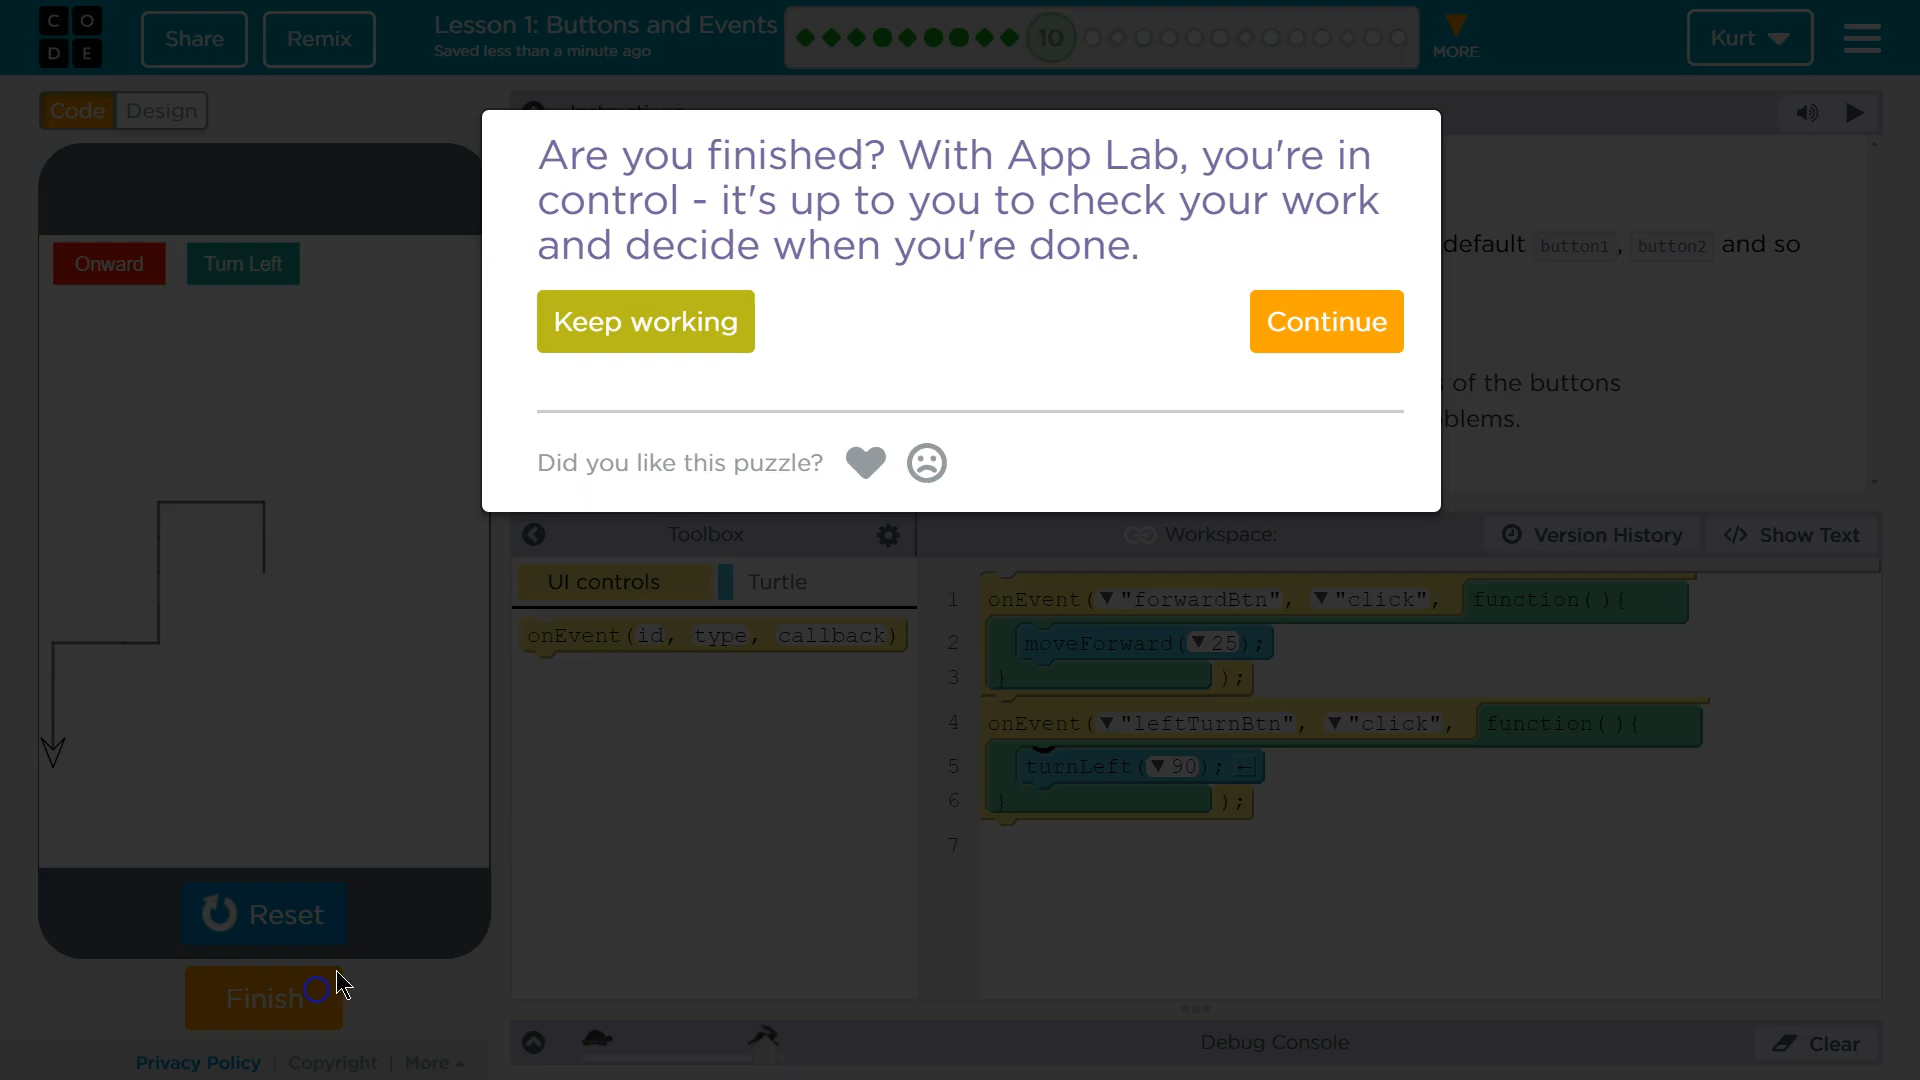 C O
D E
Share
Remix
Lesson 1: Buttons and Events
Saved less than a minute ago
10
MORE
Kurt
Code
Design
Onward
Turn Left
Are you finished? With App Lab, you're in
control - it's up to you to check your work
and decide when you're done.
Keep working
Continue
Did you like this puzzle?
default button1, button2 and so
of the buttons
Toolbox
Workspace:
Version History
</> Show Text
UI controls
Turtle
onEvent(id, type, callback)
1 onEvent(▼"forwardBtn", ▼"click", function(){
2 moveForward(▼25);
3 });
4 onEvent(▼"leftTurnBtn", ▼"click", function(){
5 turnLeft(▼90);
6 });
7
Reset
Finish
Privacy Policy | Copyright | More
Debug Console
Clear